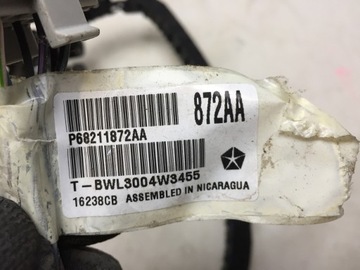 872AA
P68211872AA
T-BWL3004W3455
16238CB ASSEMBLED IN NICARAGUA